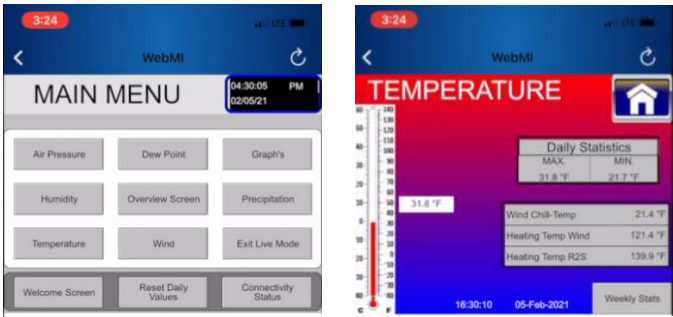 3:24
LTE
WebMI
MAIN MENU
04:30:05 PM
02/05/21
Air Pressure
Dew Point
Graph's
Humidity
Overview Screen
Precipitation
Temperature
Wind
Exit Live Mode
Welcome Screen
Reset Daily
Values
Connectivity
Status
3:24
LTE
WebMI
TEMPERATURE
Daily Statistics
MAX. MIN.
31.8 °F 21.7 °F
31.8 °F
Wind Chill-Temp 21.4 °F
Heating Temp Wind 121.4 °F
Heating Temp R2S 139.9 °F
C F
16:30:10 05-Feb-2021
Weekly Stats